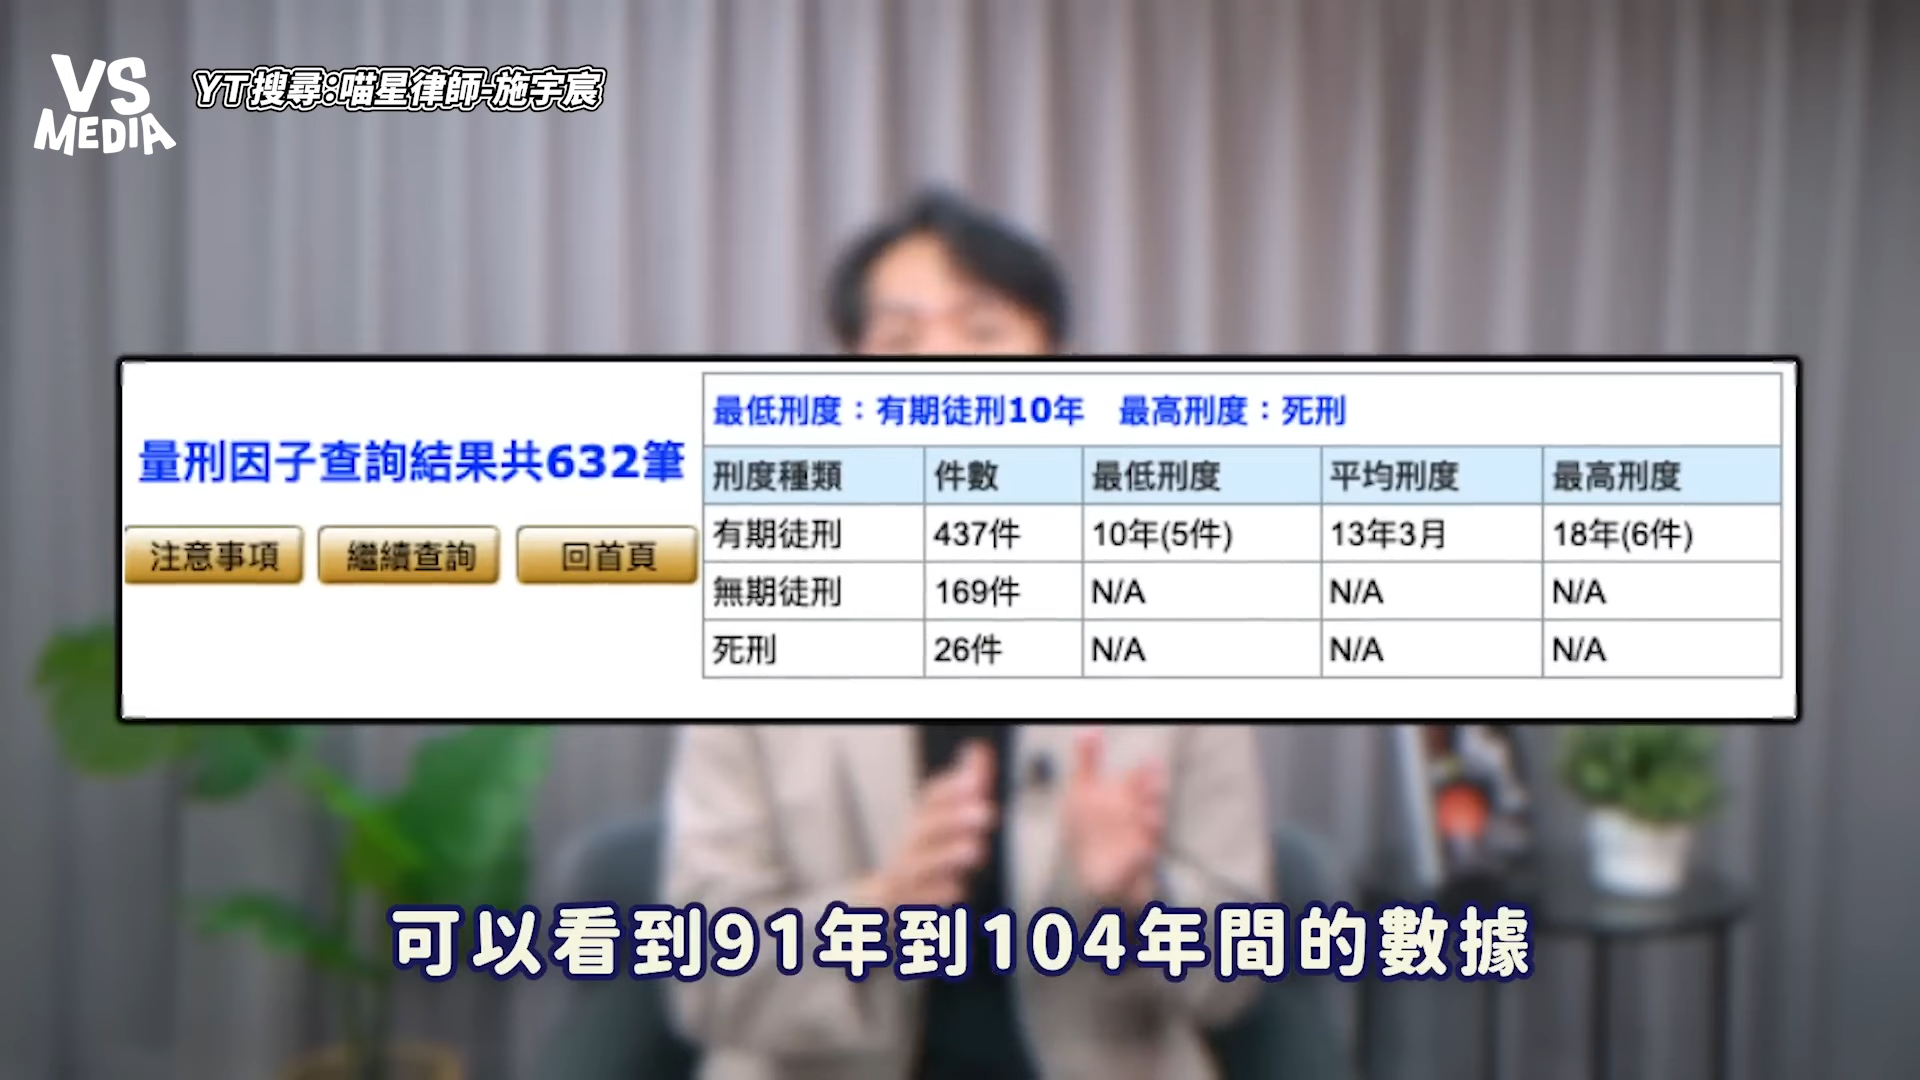 VS
MEDIA
YT搜尋:喵星律師-施宇宸
量刑因子查詢結果共632筆
注意事項 繼續查詢 回首頁
最低刑度：有期徒刑10年 最高刑度：死刑
刑度種類 件數 最低刑度 平均刑度 最高刑度
有期徒刑 437件 10年(5件) 13年3月 18年(6件)
無期徒刑 169件 N/A N/A N/A
死刑 26件 N/A N/A N/A
可以看到91年到104年間的數據